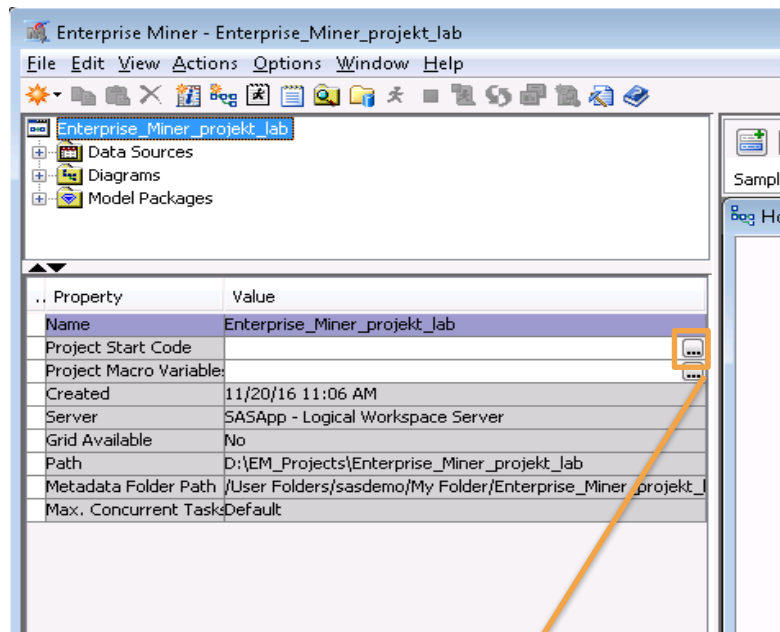 Enterprise Miner - Enterprise_Miner_projekt_lab
File Edit View Actions Options Window Help
Enterprise_Miner_projekt_lab
Data Sources
Diagrams
Model Packages
Sampl
.. Property Value
Name Enterprise_Miner_projekt_lab
Project Start Code ...
Project Macro Variable: ...
Created 11/20/16 11:06 AM
Server SASApp - Logical Workspace Server
Grid Available No
Path D:\EM_Projects\Enterprise_Miner_projekt_lab
Metadata Folder Path /User Folders/sasdemo/My Folder/Enterprise_Miner_projekt_l
Max. Concurrent Tasks Default